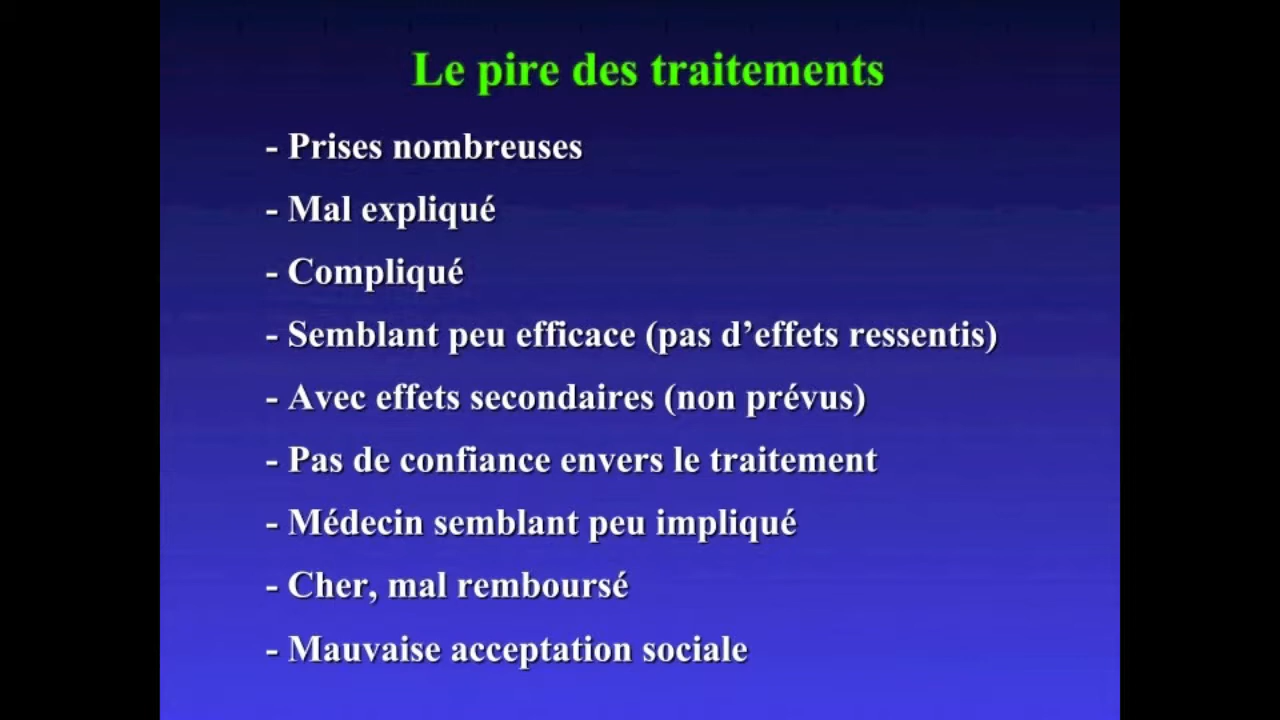 Le pire des traitements
- Prises nombreuses
- Mal expliqué
- Compliqué
- Semblant peu efficace (pas d’effets ressentis)
- Avec effets secondaires (non prévus)
- Pas de confiance envers le traitement
- Médecin semblant peu impliqué
- Cher, mal remboursé
- Mauvaise acceptation sociale